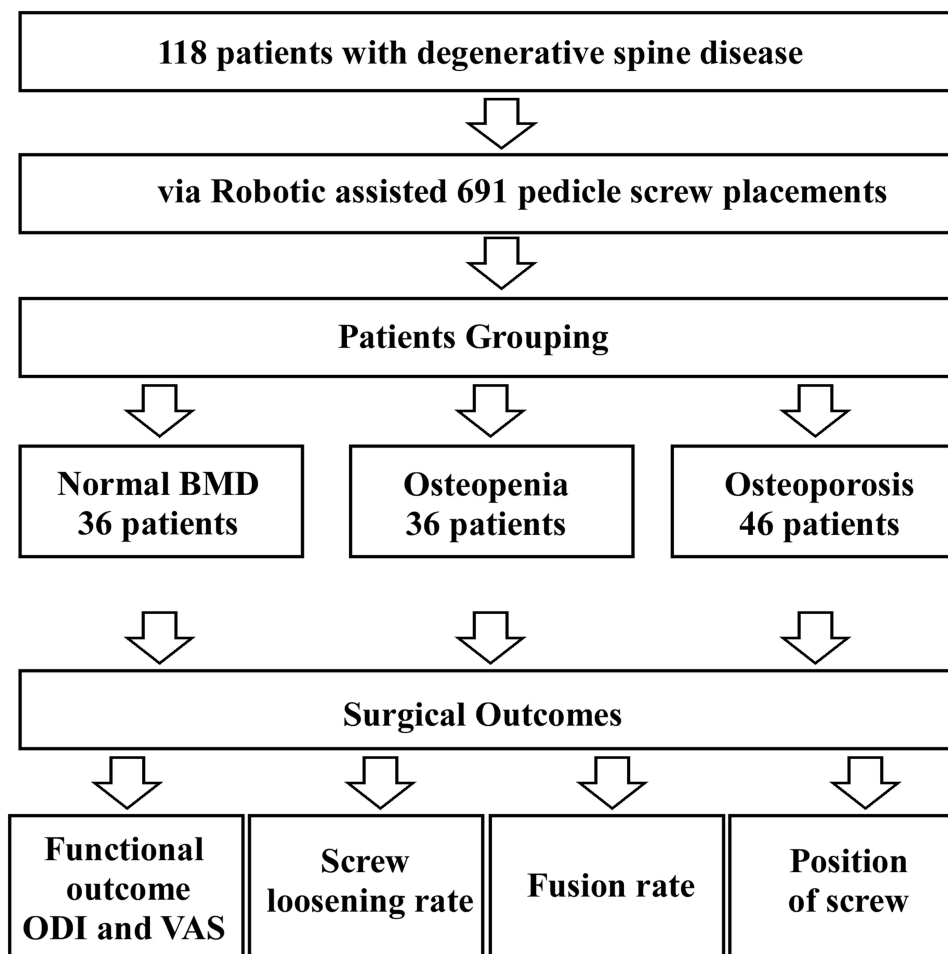 118 patients with degenerative spine disease
via Robotic assisted 691 pedicle screw placements
Patients Grouping
Normal BMD
36 patients
Osteopenia
36 patients
Osteoporosis
46 patients
Surgical Outcomes
Functional
outcome
ODI and VAS
Screw
loosening rate
Fusion rate
Position
of screw